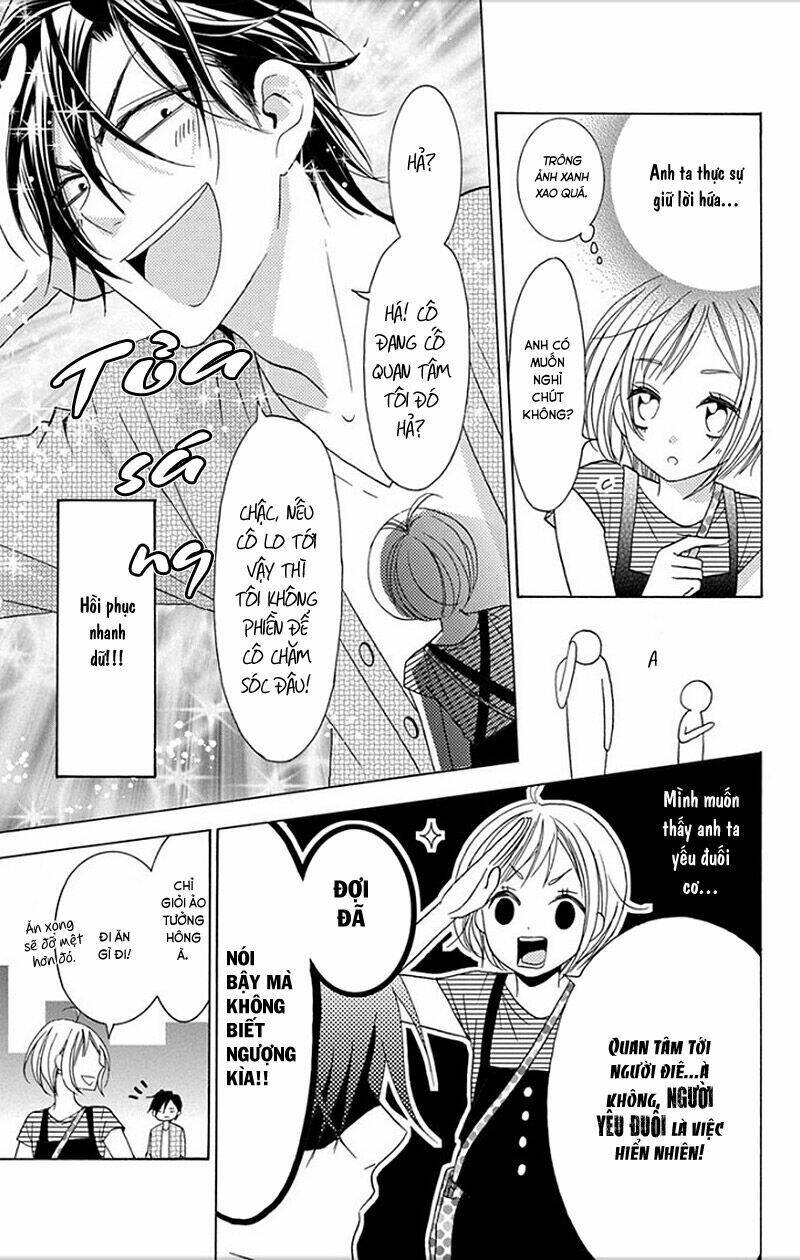 Anh ta thực sự
giữ lời hứa...
TRÔNG
ẢNH XANH
XAO QUÁ.
ANH CÓ
MUỐN
NGHỈ
CHÚT
KHÔNG?
HẢ?
HÁ! CÔ
ĐANG CỐ
QUAN TÂM
TÔI ĐÓ
HẢ?
CHẬC, NẾU
CÔ LO TỚI
VẬY THÌ
TÔI KHÔNG
PHIỀN ĐỂ
CÔ CHĂM
SÓC ĐÂU!
Tỏa
sá
ng
Hồi phục
nhanh
dữ!!!
A
Mình muốn
thấy anh ta
yếu đuối
cơ...
QUAN TÂM TỚI
NGƯỜI ĐIÊ...À
KHÔNG, NGƯỜI
YẾU ĐUỐI LÀ VIỆC
HIỂN NHIÊN!
ĐỢI
ĐÃ
NÓI
BẬY MÀ
KHÔNG
BIẾT
NGƯỢNG
KÌA!!
CHỈ
GIỎI ẢO
TƯỞNG
HÔNG
À.
ĐI ĂN
GÌ ĐI!
Ăn xong
sẽ đỡ mệt
hơn đó.